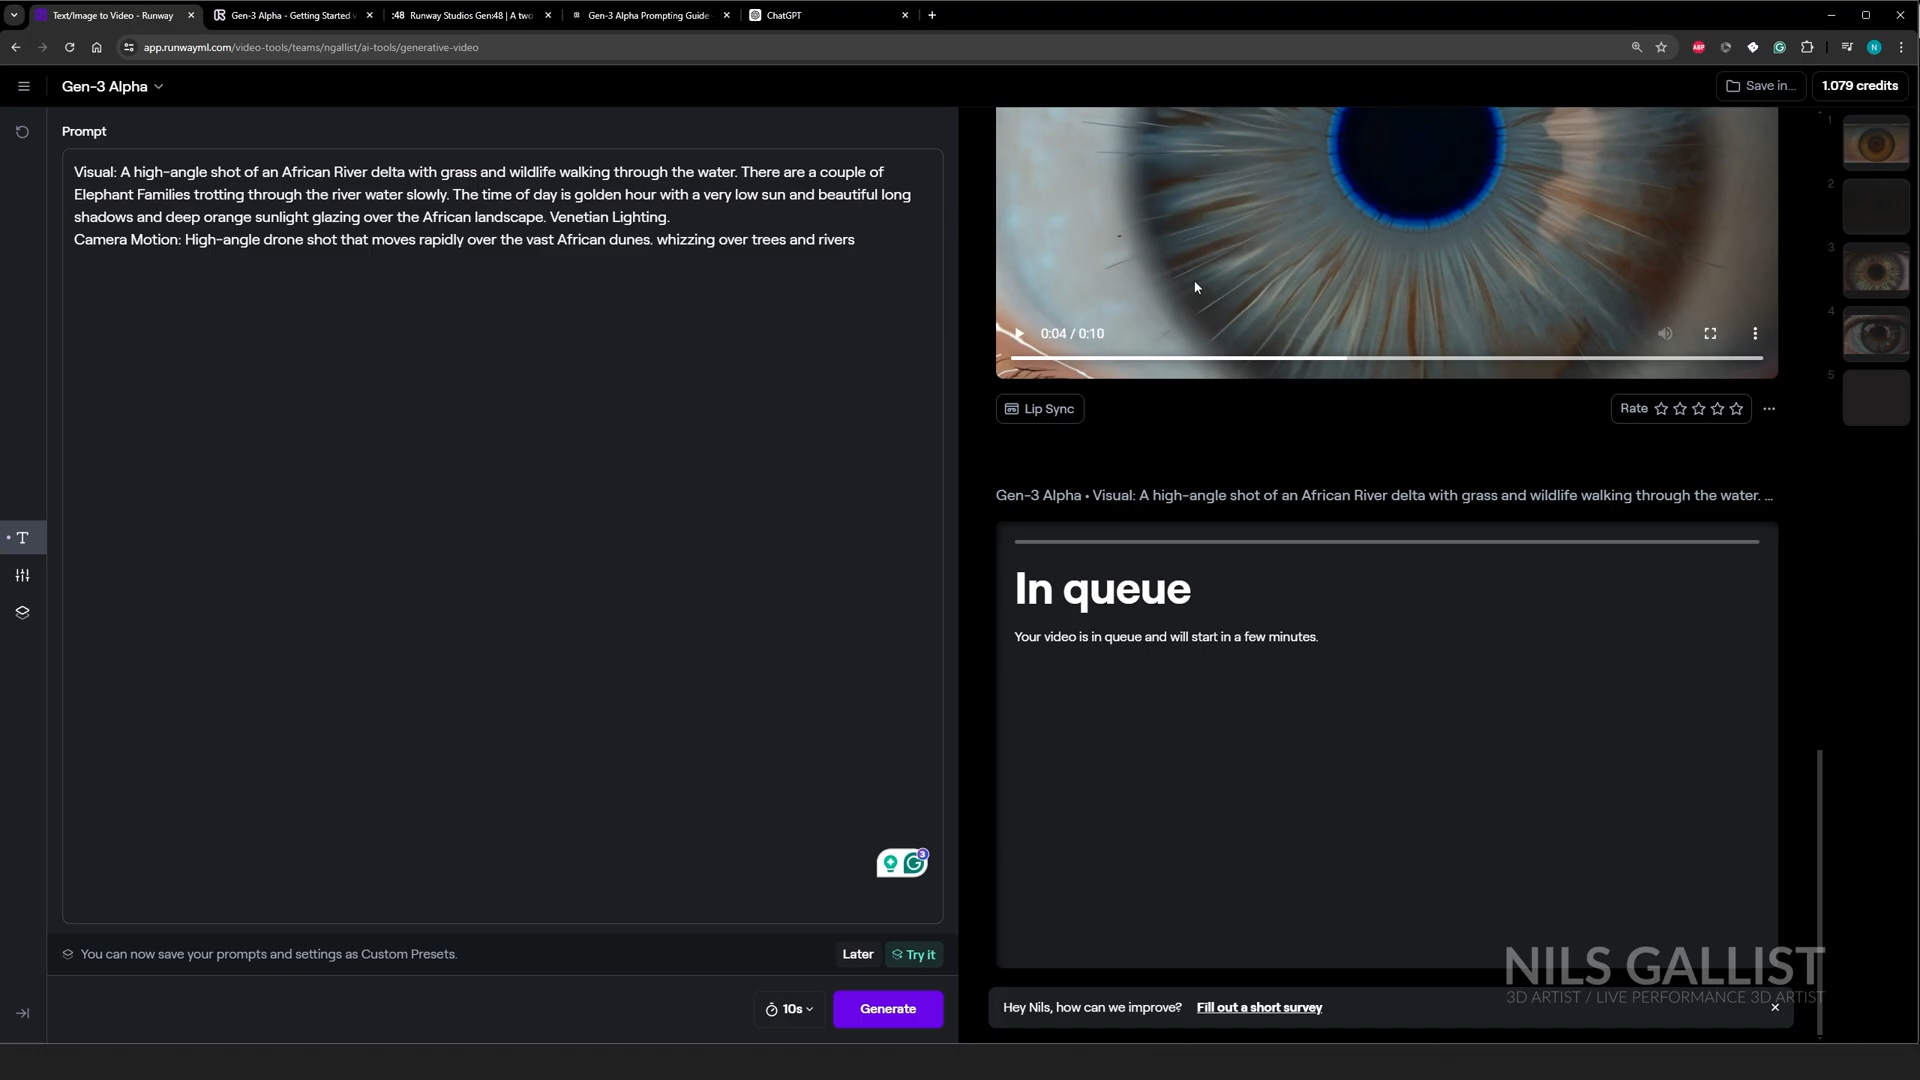 Text/Image to Video - Runway
Gen-3 Alpha - Getting Started
:48 Runway Studios Gen:48 | A two
Gen-3 Alpha Prompting Guide
ChatGPT
app.runwayml.com/video-tools/teams/ngallist/ai-tools/generative-video
ABP
N
Gen-3 Alpha
Save in...
1.079 credits
Prompt
Visual: A high-angle shot of an African River delta with grass and wildlife walking through the water. There are a couple of
Elephant Families trotting through the river water slowly. The time of day is golden hour with a very low sun and beautiful long
shadows and deep orange sunlight glazing over the African landscape. Venetian Lighting.
Camera Motion: High-angle drone shot that moves rapidly over the vast African dunes. whizzing over trees and rivers
3
You can now save your prompts and settings as Custom Presets.
Later
Try it
10s
Generate
0:04 / 0:10
Lip Sync
Rate
Gen-3 Alpha • Visual: A high-angle shot of an African River delta with grass and wildlife walking through the water. ...
In queue
Your video is in queue and will start in a few minutes.
Hey Nils, how can we improve? Fill out a short survey
1
2
3
4
5
NILS GALLIST
3D ARTIST / LIVE PERFORMANCE 3D ARTIST